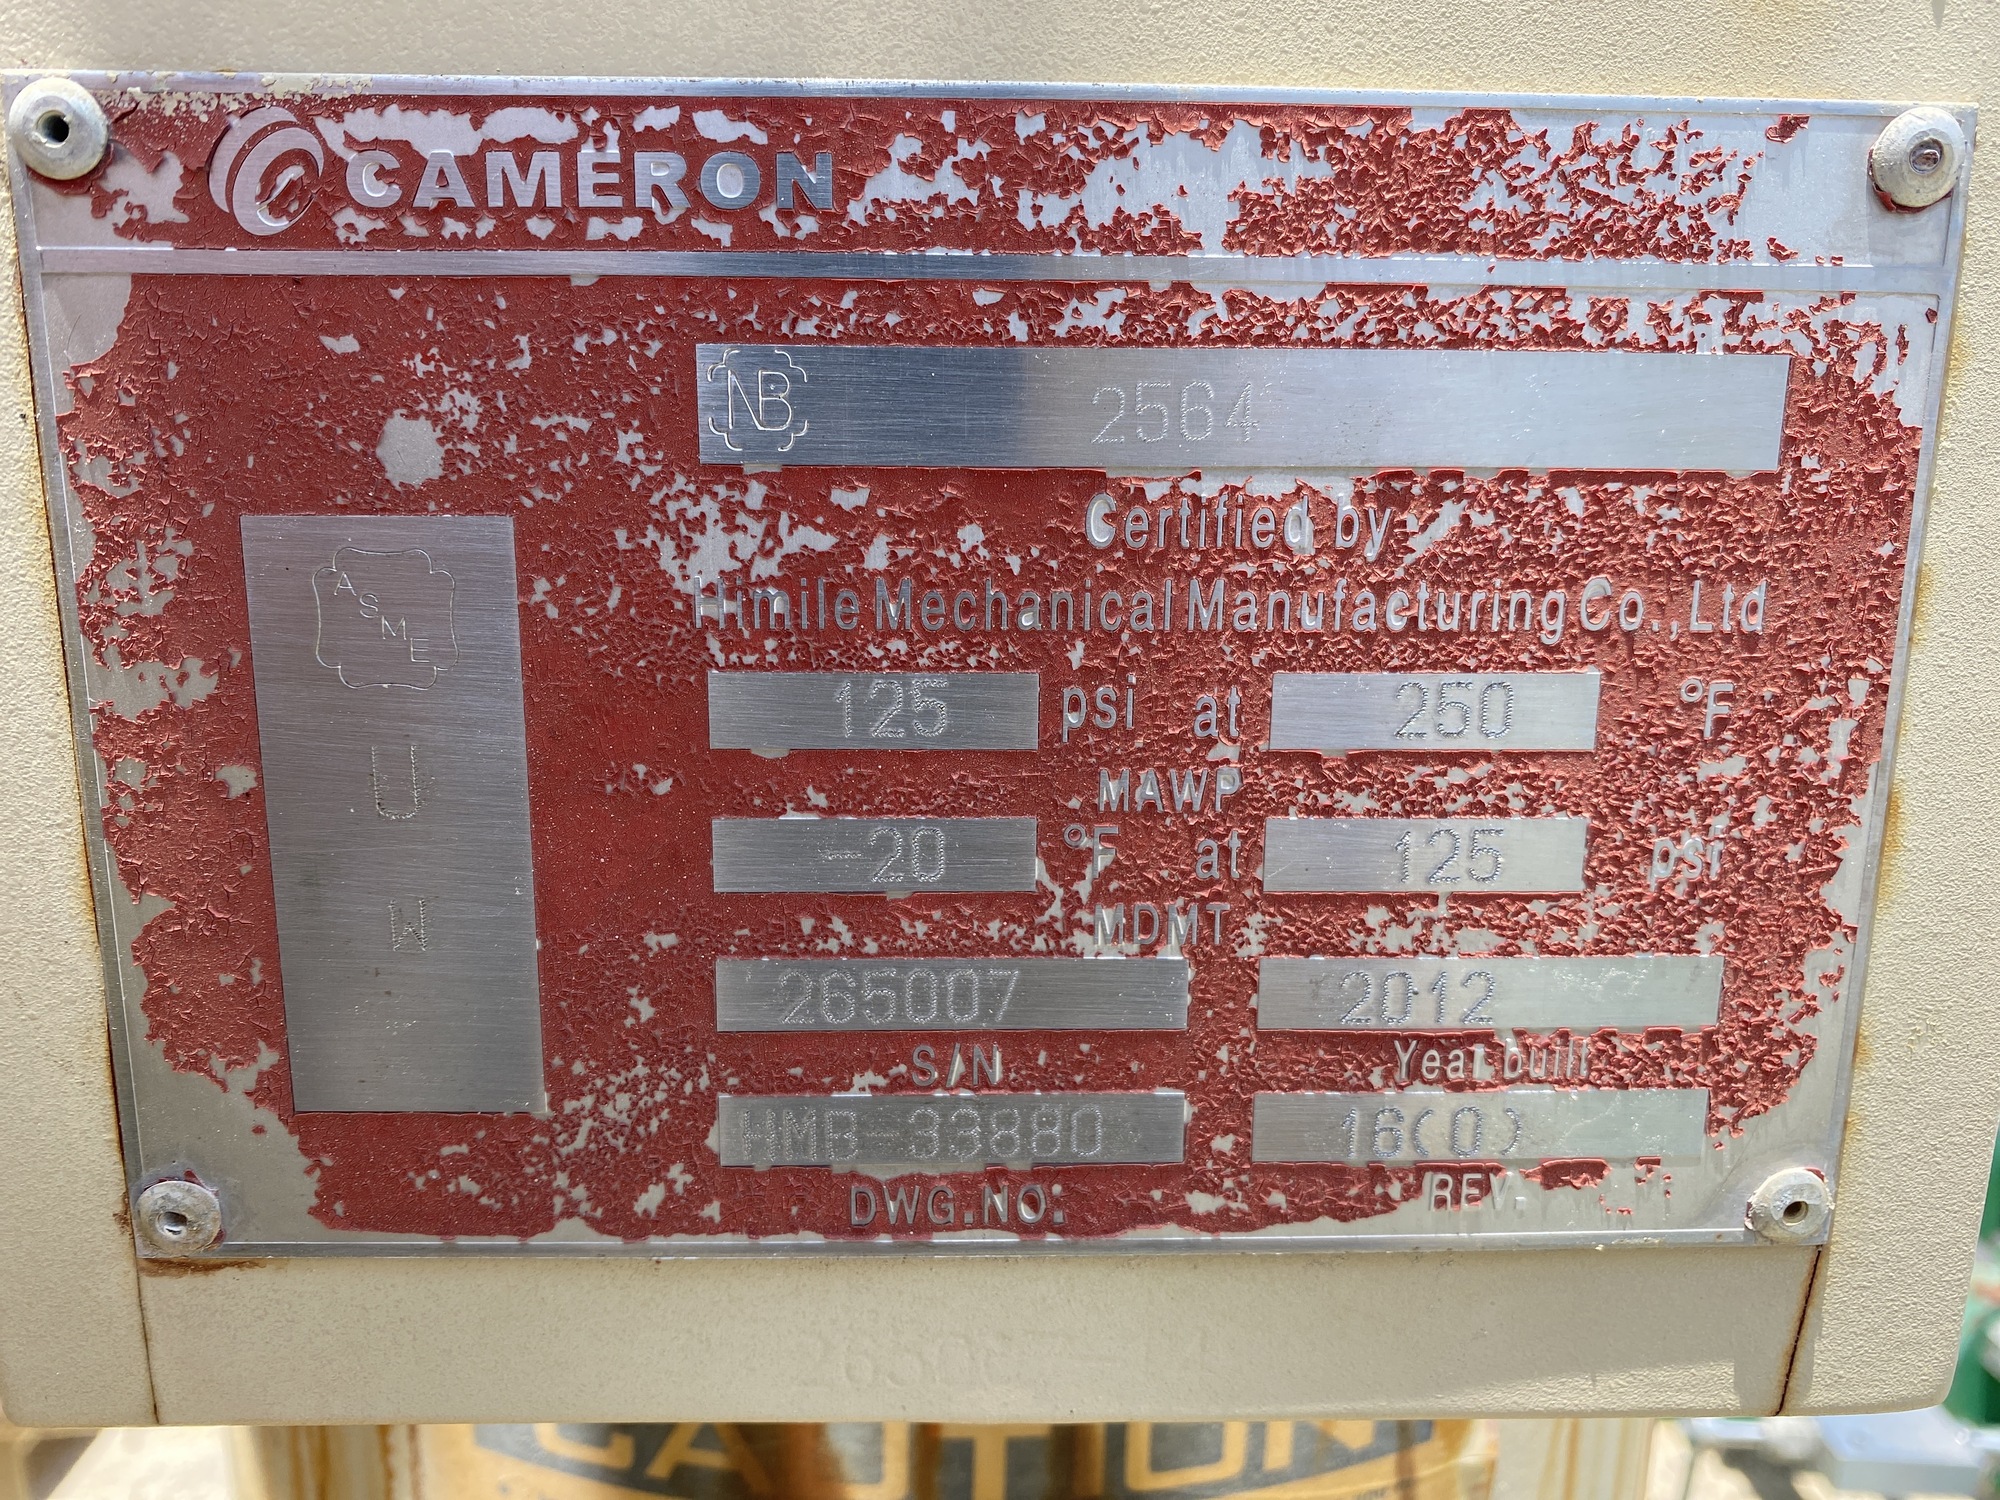 CAMERON
NB 2564
Certified by
Himile Mechanical Manufacturing Co.,Ltd
ASME
U
W
125 psi at 250 °F
MAWP
-20 °F at 125 psi
MDMT
265007 2012
S/N Year built
HMB-33880 16(0)
DWG.NO: REV.
CAUTION